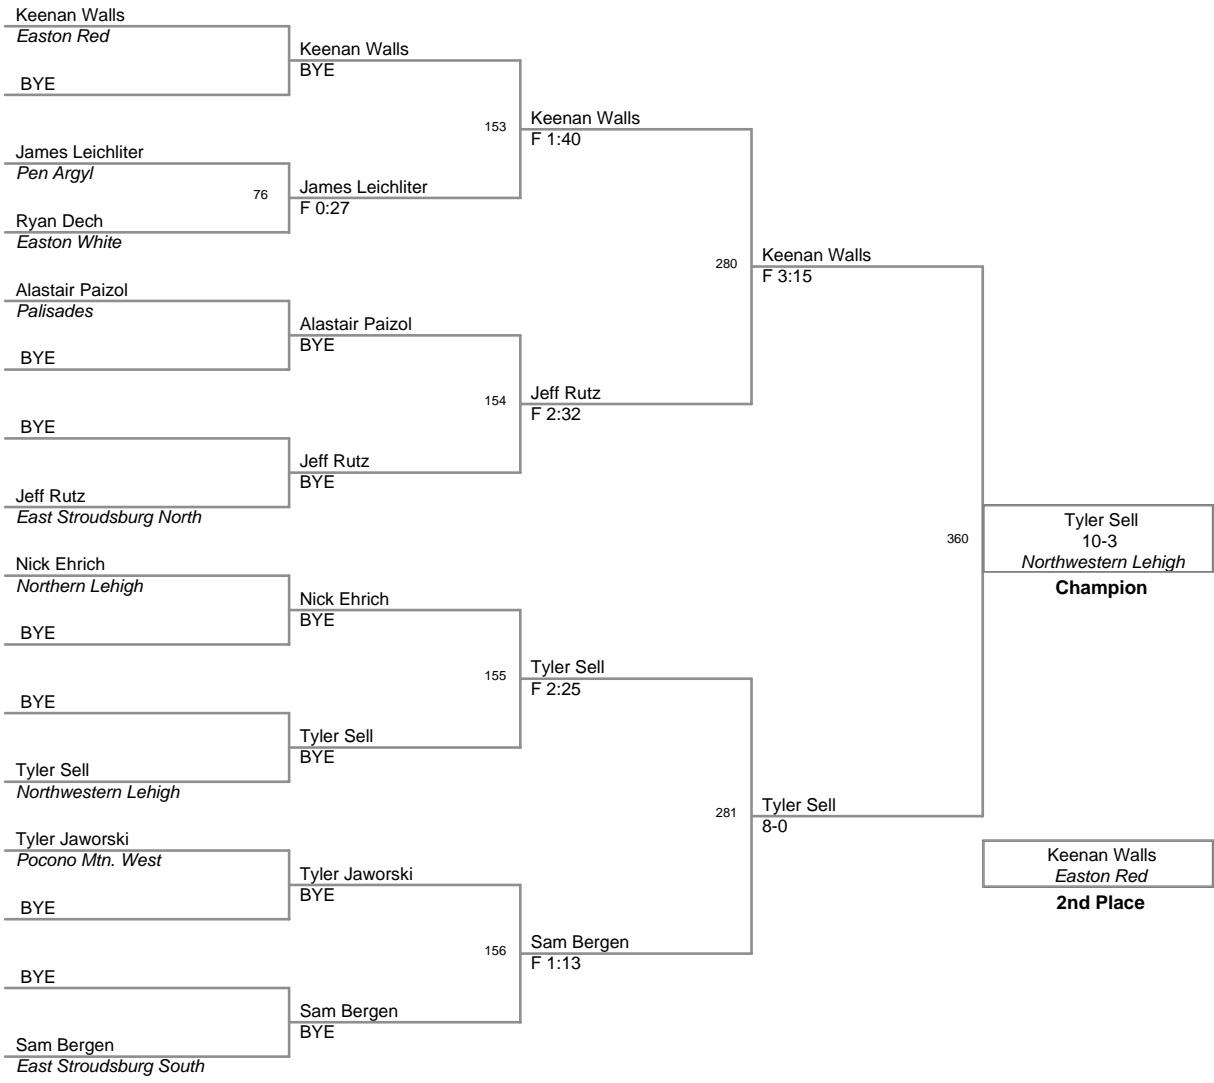 Keenan Walls
Easton Red
BYE
James Leichliter
Pen Argyl
Ryan Dech
Easton White
Alastair Paizol
Palisades
BYE
BYE
Jeff Rutz
East Stroudsburg North
Nick Ehrich
Northern Lehigh
BYE
BYE
Tyler Sell
Northwestern Lehigh
Tyler Jaworski
Pocono Mtn. West
BYE
BYE
Sam Bergen
East Stroudsburg South
Keenan Walls
BYE
76
James Leichliter
F 0:27
Alastair Paizol
BYE
Jeff Rutz
BYE
Nick Ehrich
BYE
Tyler Sell
BYE
Tyler Jaworski
BYE
Sam Bergen
BYE
153
Keenan Walls
F 1:40
154
Jeff Rutz
F 2:32
155
Tyler Sell
F 2:25
156
Sam Bergen
F 1:13
280
Keenan Walls
F 3:15
281
Tyler Sell
8-0
360
Tyler Sell
10-3
Northwestern Lehigh
Champion
Keenan Walls
Easton Red
2nd Place